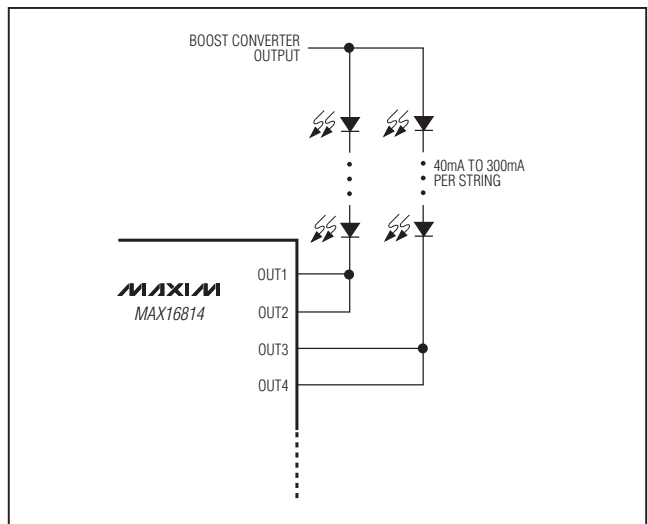 BOOST CONVERTER
OUTPUT
40mA TO 300mA
PER STRING
OUT1
MAXIM
MAX16814
OUT2
OUT3
OUT4